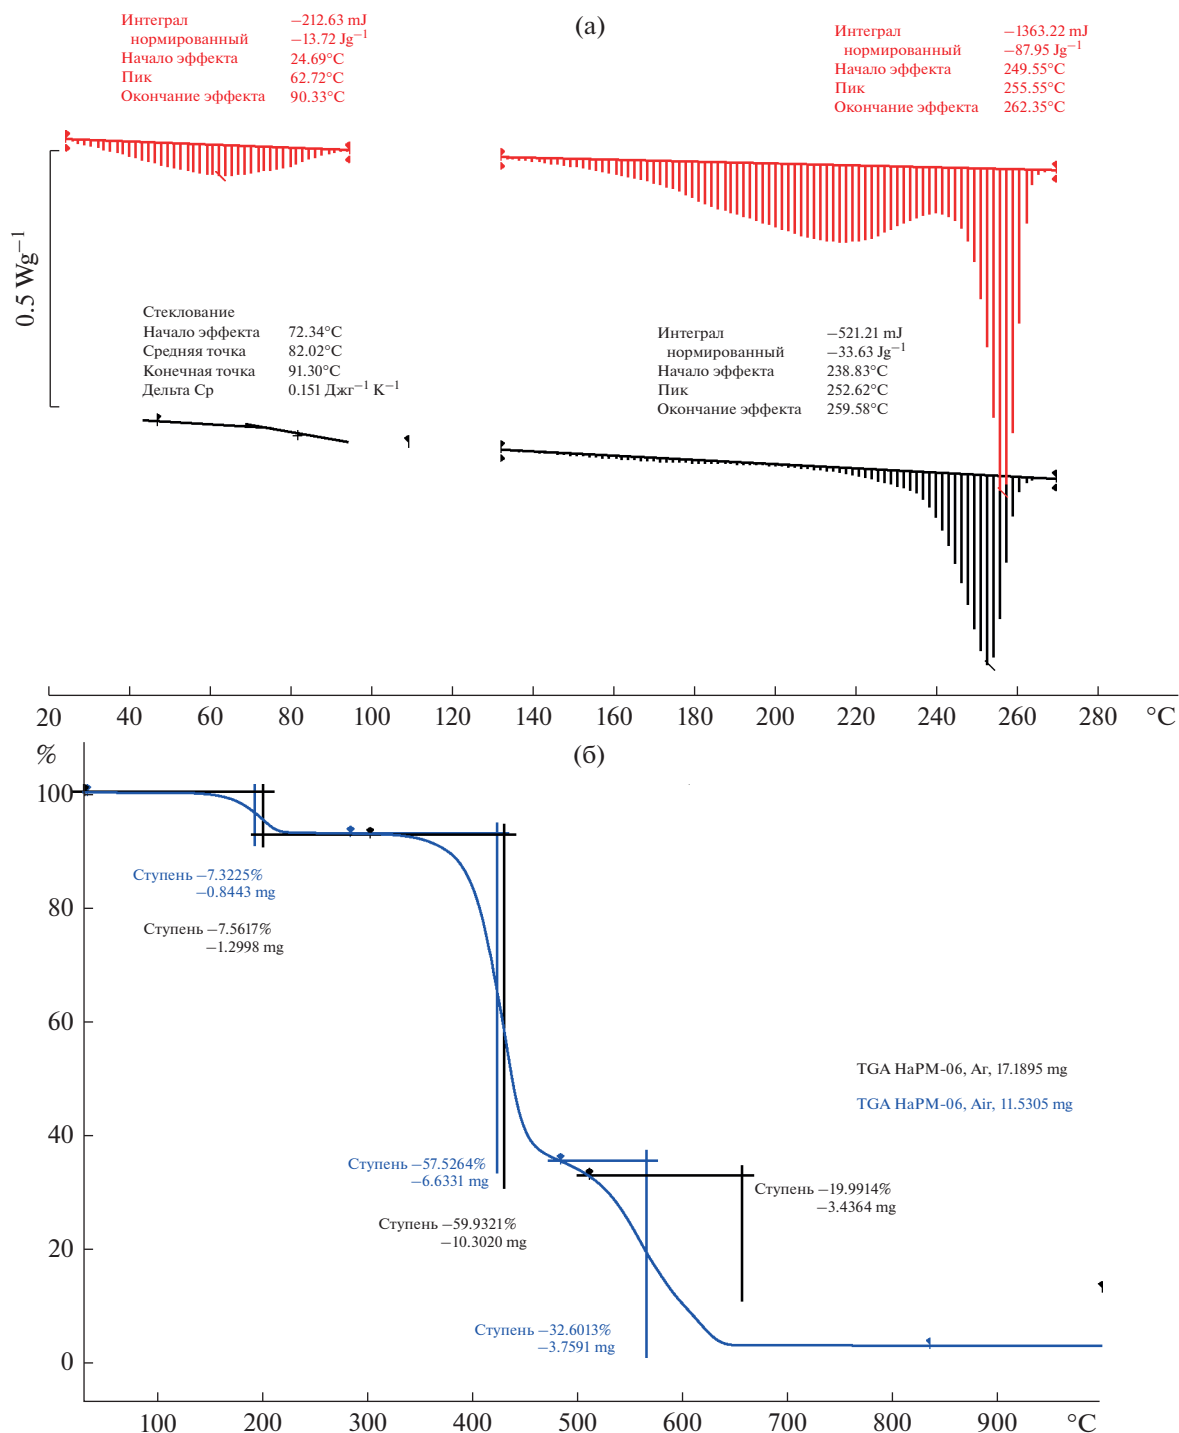 (а)
Интеграл −212.63 mJ
нормированный −13.72 Jg⁻¹
Начало эффекта 24.69°C
Пик 62.72°C
Окончание эффекта 90.33°C
Интеграл −1363.22 mJ
нормированный −87.95 Jg⁻¹
Начало эффекта 249.55°C
Пик 255.55°C
Окончание эффекта 262.35°C
0.5 Wg⁻¹
Стеклование
Начало эффекта 72.34°C
Средняя точка 82.02°C
Конечная точка 91.30°C
Дельта Ср 0.151 Джг⁻¹ K⁻¹
Интеграл −521.21 mJ
нормированный −33.63 Jg⁻¹
Начало эффекта 238.83°C
Пик 252.62°C
Окончание эффекта 259.58°C
20 40 60 80 100 120 140 160 180 200 220 240 260 280 °C
(б)
%
100
Ступень −7.3225%
−0.8443 mg
80
Ступень −7.5617%
−1.2998 mg
60
TGA HaPM-06, Ar, 17.1895 mg
TGA HaPM-06, Air, 11.5305 mg
40
Ступень −57.5264%
−6.6331 mg
Ступень −19.9914%
−3.4364 mg
Ступень −59.9321%
−10.3020 mg
20
Ступень −32.6013%
−3.7591 mg
0
100 200 300 400 500 600 700 800 900 °C